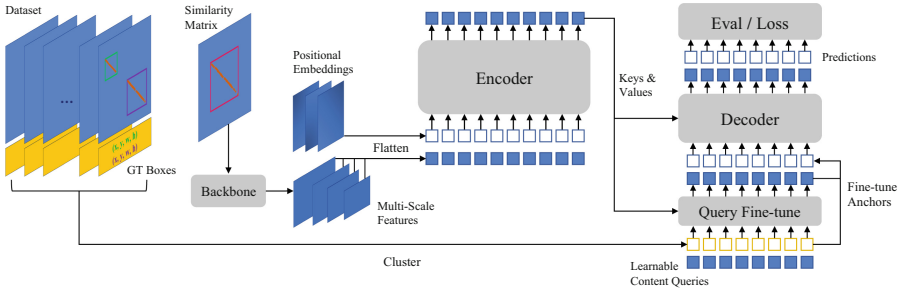 Dataset
...
(x, y, w, h)
(x, y, w, h)
GT Boxes
Similarity
Matrix
Backbone
Positional
Embeddings
Flatten
Multi-Scale
Features
Encoder
Keys &
Values
Eval / Loss
Predictions
Decoder
Query Fine-tune
Fine-tune
Anchors
Cluster
Learnable
Content Queries